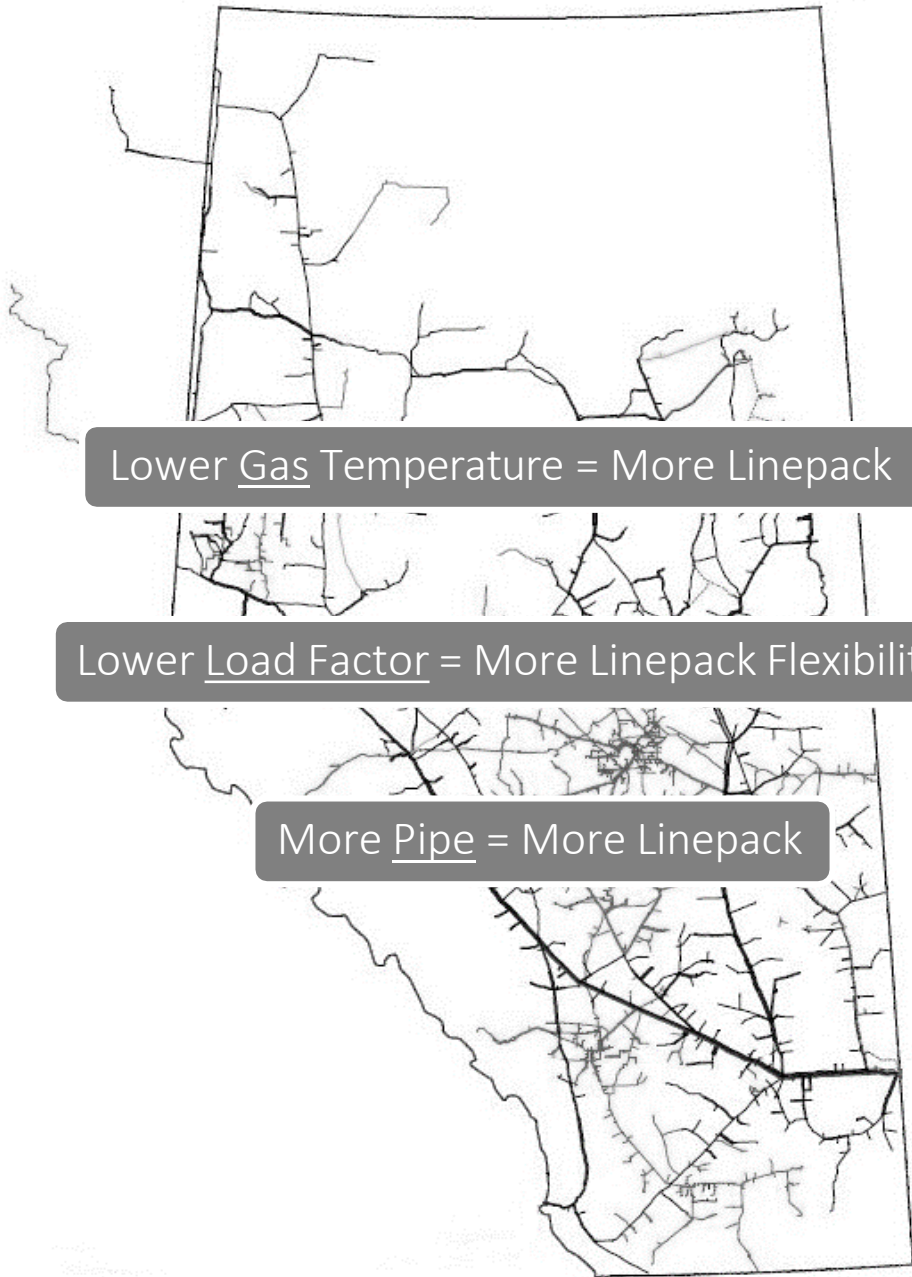 Lower Gas Temperature = More Linepack
Lower Load Factor = More Linepack Flexibilit
More Pipe = More Linepack